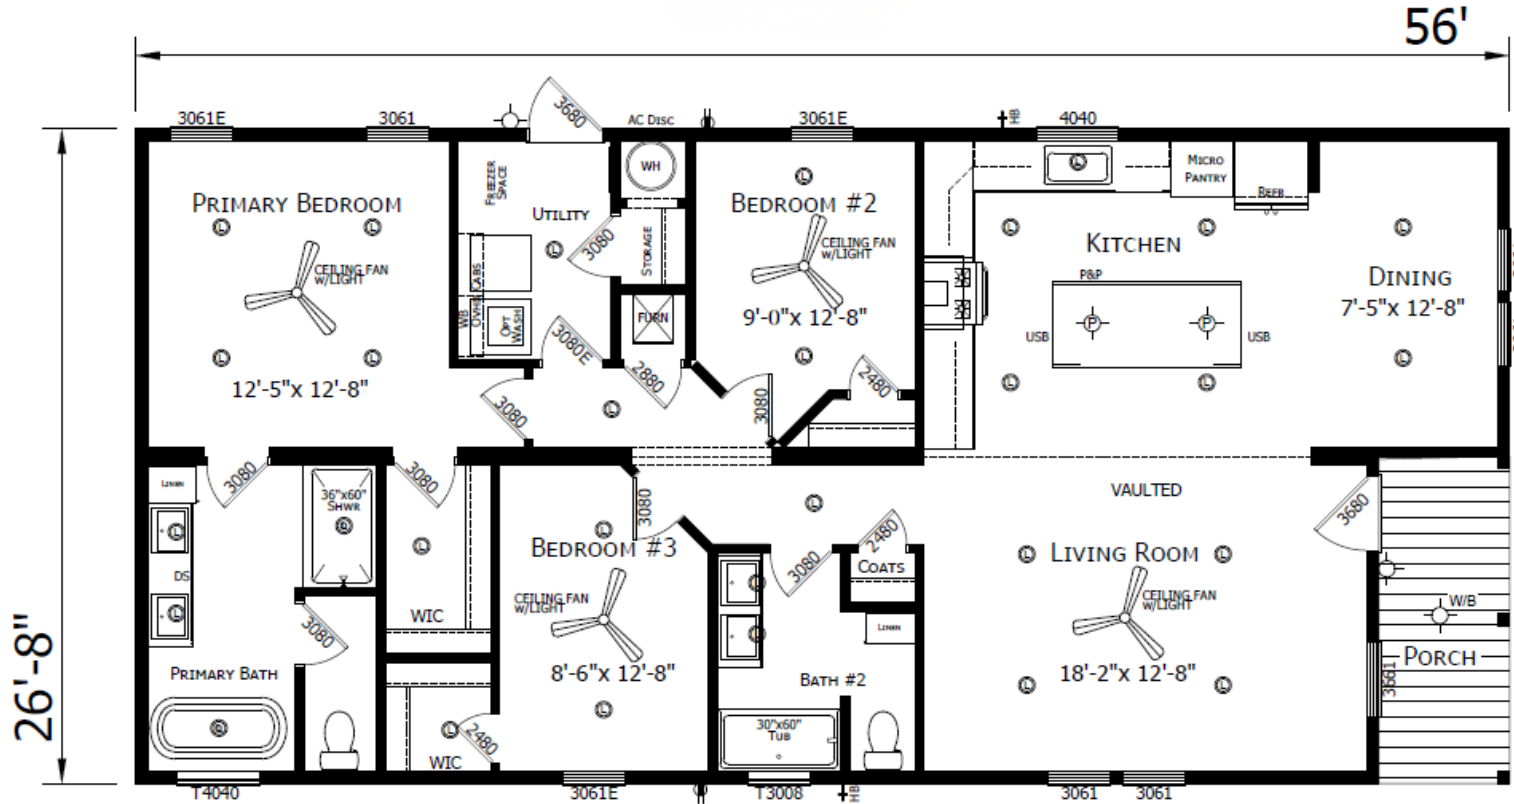 56'
3061E
3061
3680
AC Disc
3061E
HB
4040
Freezer
Space
WH
Micro
Pantry
Refr
Primary Bedroom
Utility
Bedroom #2
Kitchen
3080
Storage
Ceiling Fan
w/Light
Ceiling Fan
w/Light
P&P
Dining
7'-5"x 12'-8"
Ovhd Cabs
WB
Opt
Wash
Furn
9'-0"x 12'-8"
USB
P
P
USB
3080E
2880
2480
12'-5"x 12'-8"
3080
3080
3080
3080
Linen
36"x60"
Shwr
3080
2480
Vaulted
3680
26'-8"
DS
Bedroom #3
Coats
3080
Living Room
Ceiling Fan
w/Light
Ceiling Fan
w/Light
W/B
WIC
3080
Linen
Porch
Primary Bath
8'-6"x 12'-8"
Bath #2
18'-2"x 12'-8"
3661
2480
30"x60"
Tub
WIC
T4040
3061E
T3008
HB
3061
3061